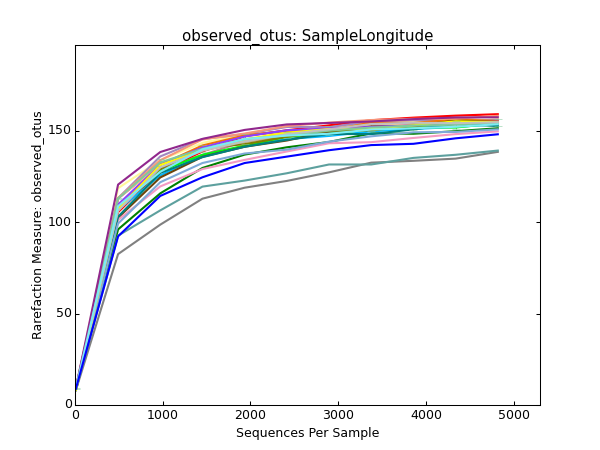 observed_otus: SampleLongitude
Rarefaction Measure: observed_otus
150
100
50
0
0 1000 2000 3000 4000 5000
Sequences Per Sample